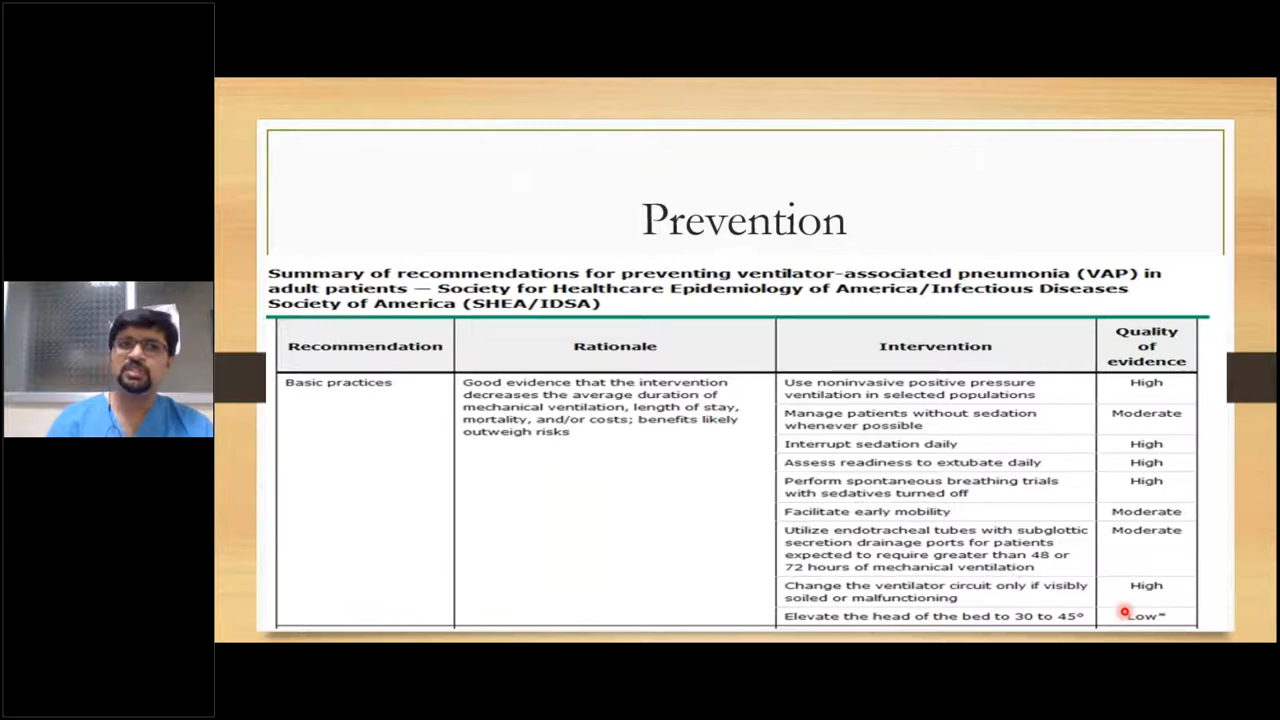 Prevention
Summary of recommendations for preventing ventilator-associated pneumonia (VAP) in
adult patients — Society for Healthcare Epidemiology of America/Infectious Diseases
Society of America (SHEA/IDSA)
Recommendation
Rationale
Intervention
Quality
of
evidence
Basic practices
Good evidence that the intervention
decreases the average duration of
mechanical ventilation, length of stay,
mortality, and/or costs; benefits likely
outweigh risks
Use noninvasive positive pressure
ventilation in selected populations
High
Manage patients without sedation
whenever possible
Moderate
Interrupt sedation daily
High
Assess readiness to extubate daily
High
Perform spontaneous breathing trials
with sedatives turned off
High
Facilitate early mobility
Moderate
Utilize endotracheal tubes with subglottic
secretion drainage ports for patients
expected to require greater than 48 or
72 hours of mechanical ventilation
Moderate
Change the ventilator circuit only if visibly
soiled or malfunctioning
High
Elevate the head of the bed to 30 to 45°
Low*